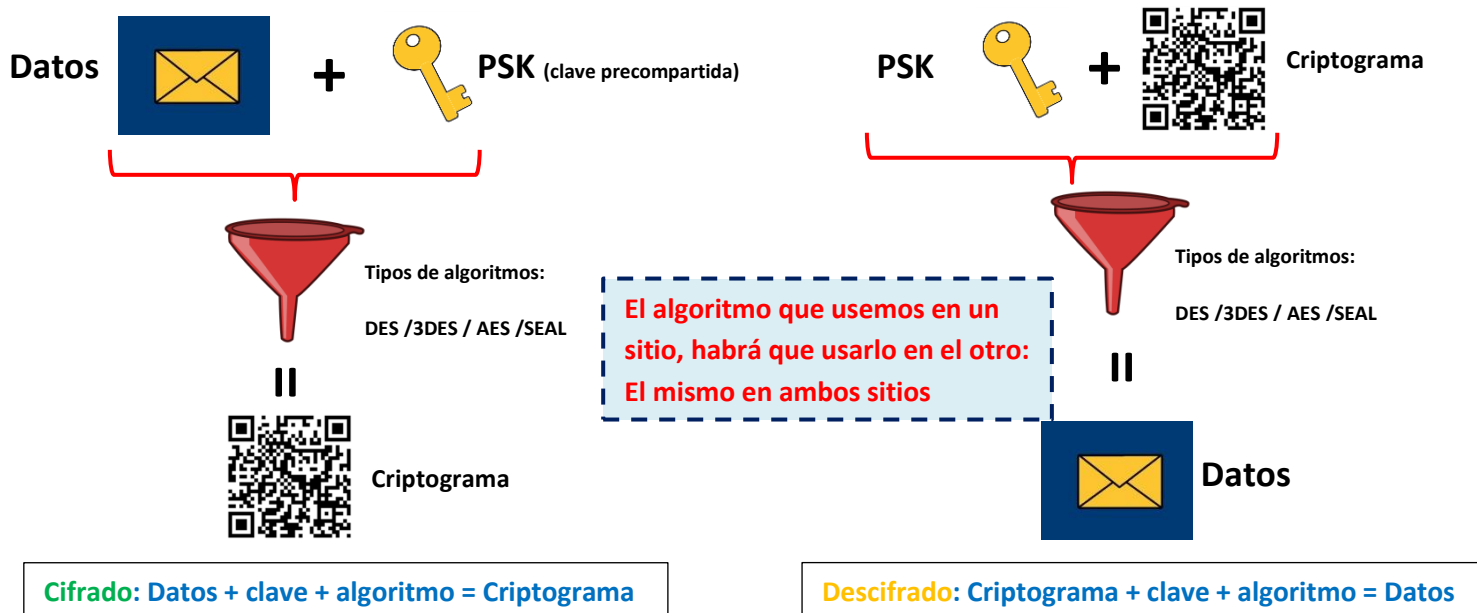 Datos
+
PSK (clave precompartida)
Tipos de algoritmos:
DES /3DES / AES /SEAL
=
Criptograma
Cifrado: Datos + clave + algoritmo = Criptograma
El algoritmo que usemos en un
sitio, habrá que usarlo en el otro:
El mismo en ambos sitios
PSK
+
Criptograma
Tipos de algoritmos:
DES /3DES / AES /SEAL
=
Datos
Descifrado: Criptograma + clave + algoritmo = Datos